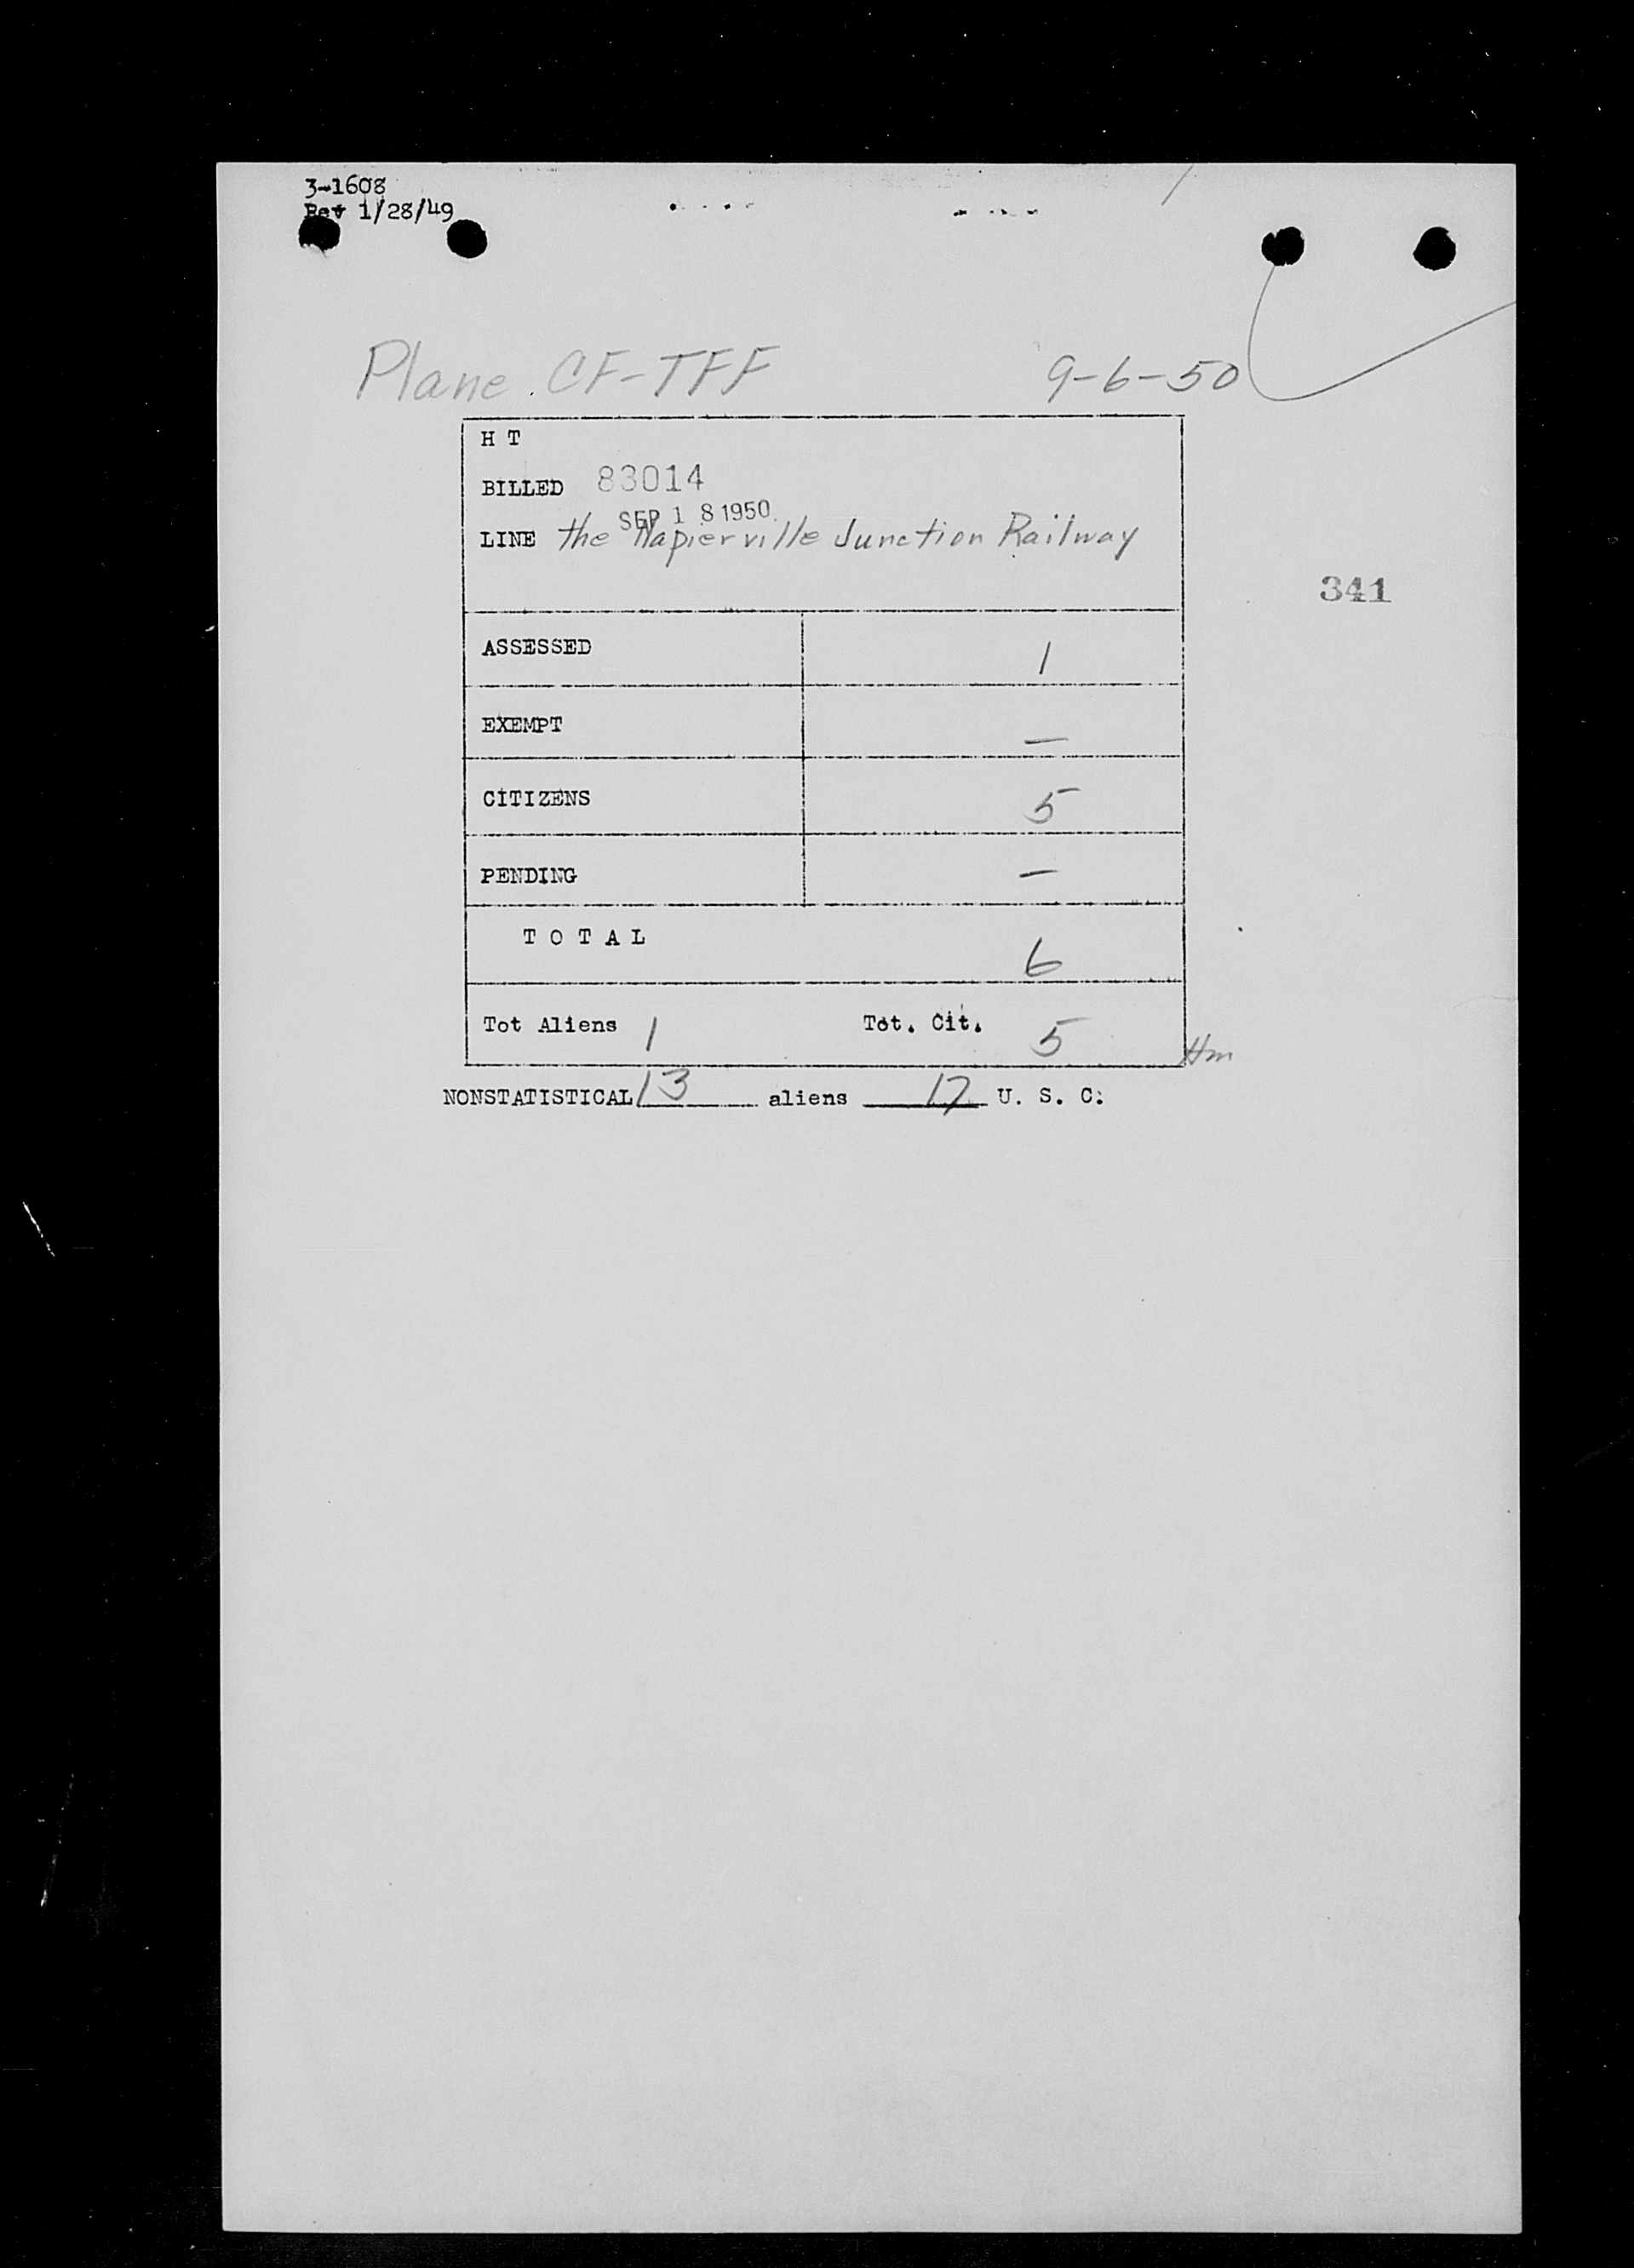 3-1608
Rev 1/28/49
Plane CF-TFF 9-6-50
H T
BILLED 83014
SEP 1 8 1950
LINE the Napierville Junction Railway
341
ASSESSED 1
EXEMPT —
CITIZENS 5
PENDING —
T O T A L 6
Tot Aliens 1 Tot. Cit. 5
Hm
NONSTATISTICAL 13 aliens 17 U. S. C.